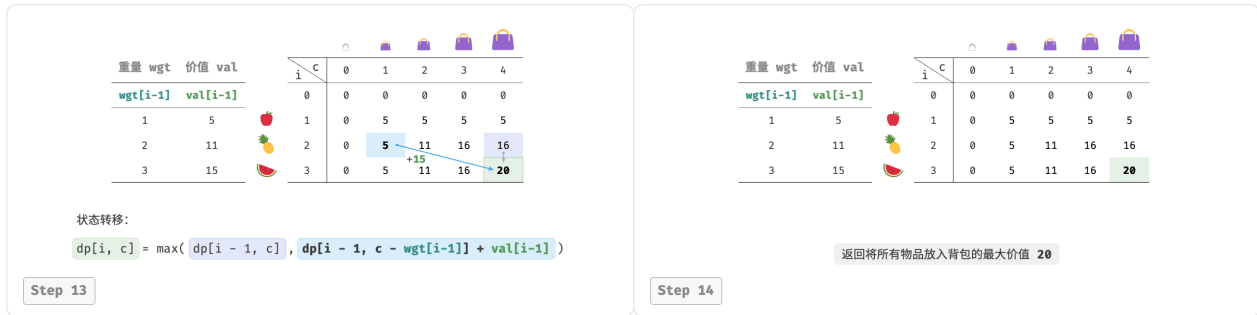 重量 wgt 价值 val
i c 0 1 2 3 4
wgt[i-1] val[i-1] 0 0 0 0 0 0
1 5 1 0 5 5 5 5
2 11 2 0 5 11 16 16
+15
3 15 3 0 5 11 16 20
状态转移：
dp[i, c] = max( dp[i - 1, c] , dp[i - 1, c - wgt[i-1]] + val[i-1] )
Step 13
重量 wgt 价值 val
i c 0 1 2 3 4
wgt[i-1] val[i-1] 0 0 0 0 0 0
1 5 1 0 5 5 5 5
2 11 2 0 5 11 16 16
3 15 3 0 5 11 16 20
返回将所有物品放入背包的最大价值 20
Step 14